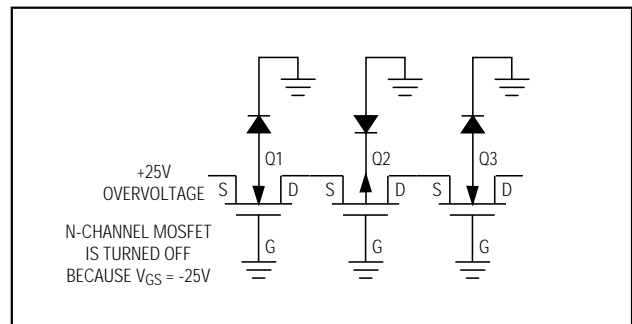 Q1
Q2
Q3
+25V
OVERVOLTAGE
S
D
S
D
S
D
N-CHANNEL MOSFET
IS TURNED OFF
BECAUSE VGS = -25V
G
G
G